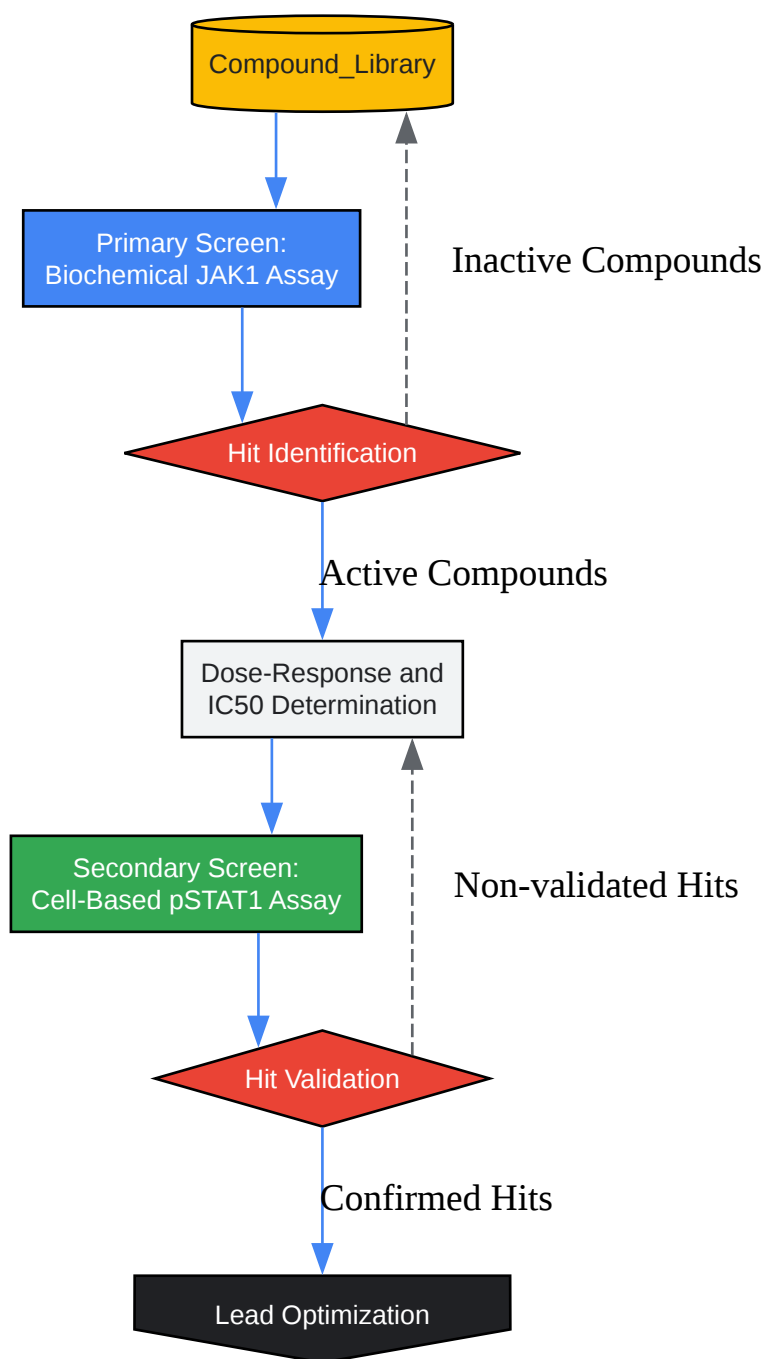 Compound_Library
Primary Screen:
Biochemical JAK1 Assay
Inactive Compounds
Hit Identification
Active Compounds
Dose-Response and
IC50 Determination
Secondary Screen:
Cell-Based pSTAT1 Assay
Non-validated Hits
Hit Validation
Confirmed Hits
Lead Optimization